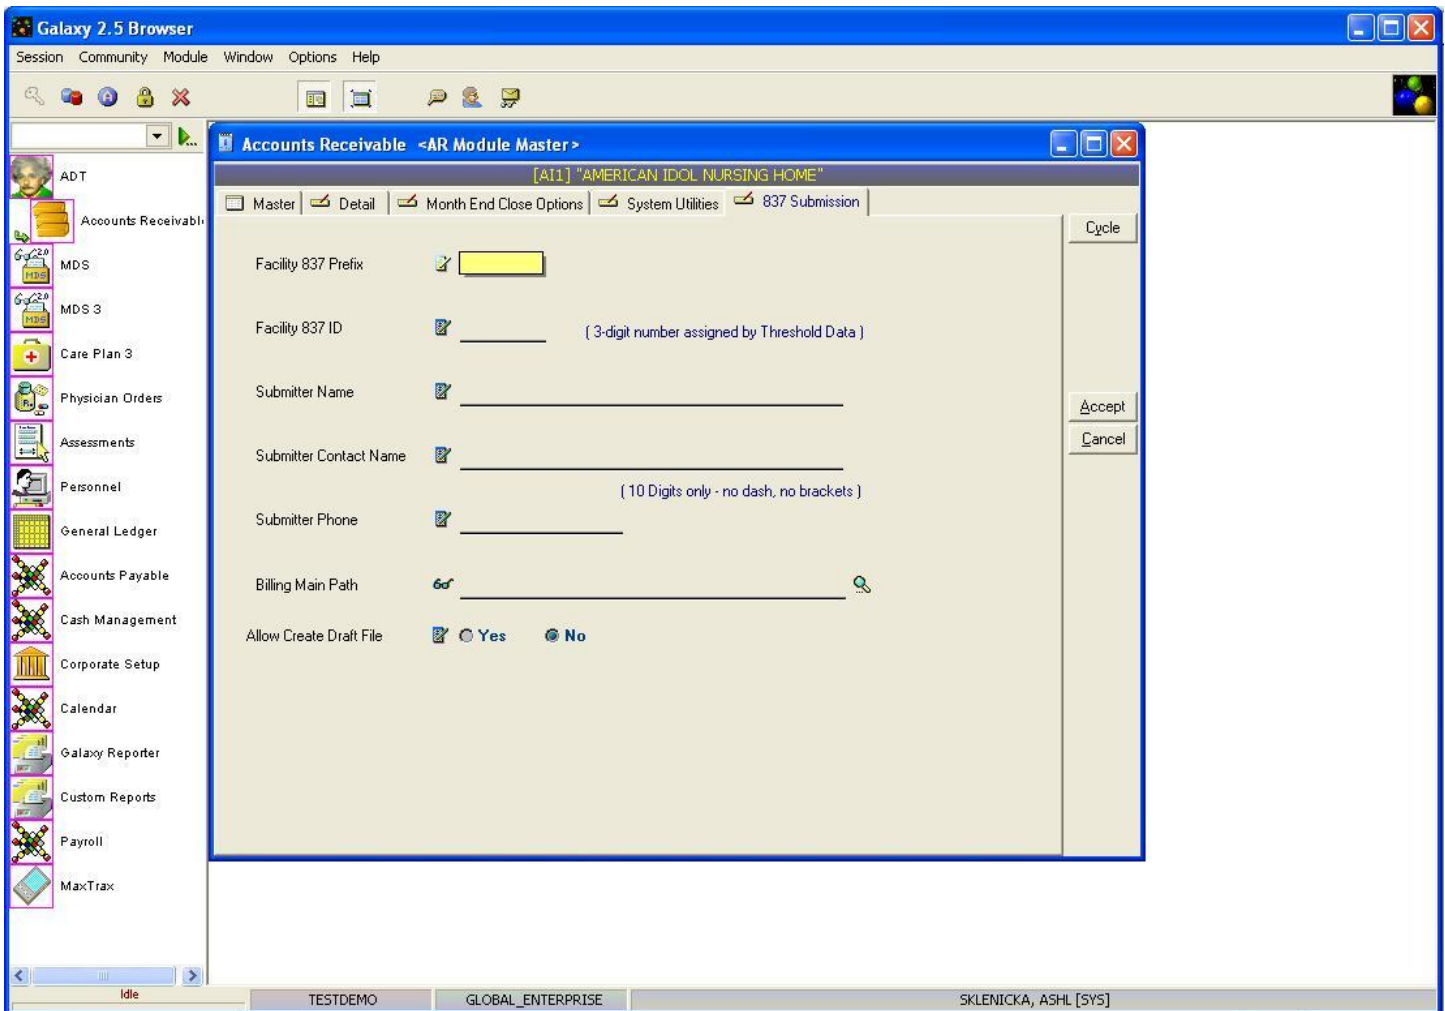 Galaxy 2.5 Browser
Session Community Module Window Options Help
Accounts Receivable <AR Module Master>
[AI1] "AMERICAN IDOL NURSING HOME"
Master Detail Month End Close Options System Utilities 837 Submission
ADT
Accounts Receivabl
MDS
MDS 3
Care Plan 3
Physician Orders
Assessments
Personnel
General Ledger
Accounts Payable
Cash Management
Corporate Setup
Calendar
Galaxy Reporter
Custom Reports
Payroll
MaxTrax
Facility 837 Prefix
Facility 837 ID ( 3-digit number assigned by Threshold Data )
Submitter Name
Submitter Contact Name
( 10 Digits only - no dash, no brackets )
Submitter Phone
Billing Main Path
Allow Create Draft File Yes No
Cycle
Accept
Cancel
Idle TESTDEMO GLOBAL_ENTERPRISE SKLENICKA, ASHL [SYS]